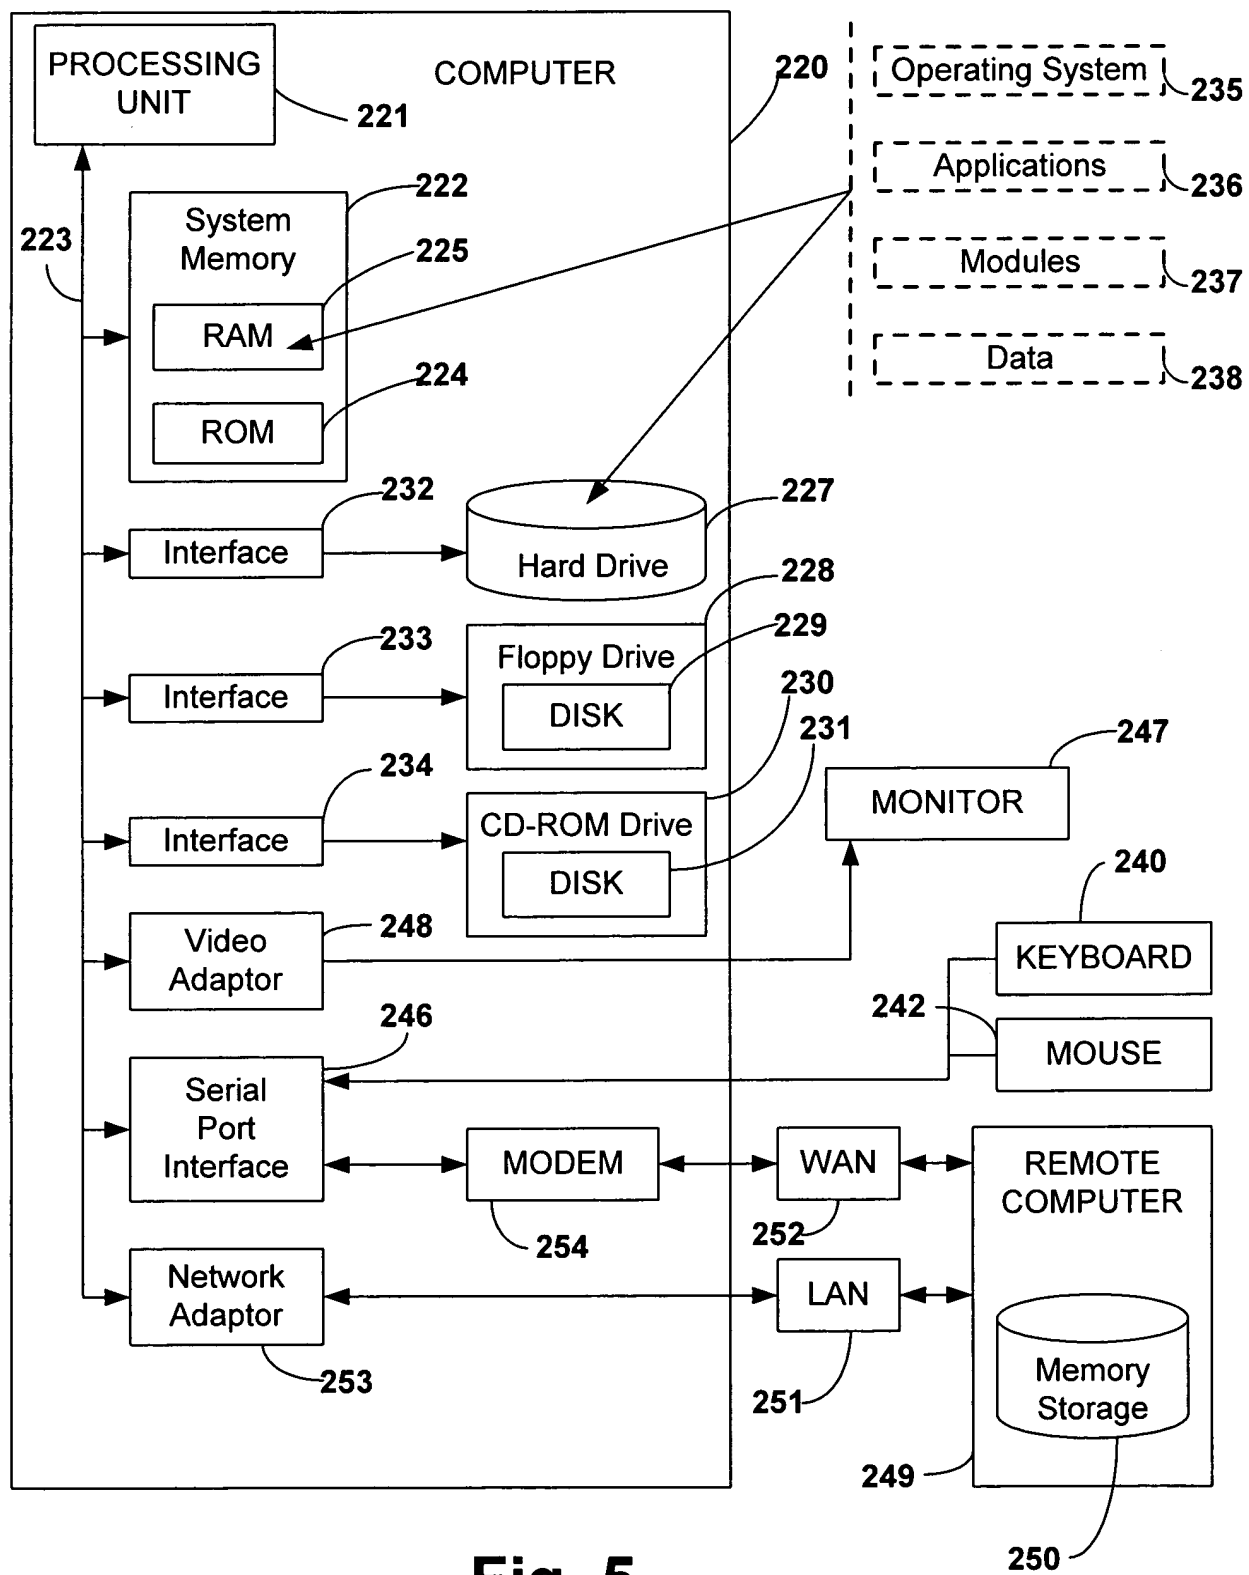 PROCESSING
UNIT
221
COMPUTER
220
Operating System
235
Applications
236
Modules
237
Data
238
223
System
Memory
222
225
RAM
224
ROM
232
Interface
Hard Drive
227
233
Interface
228
Floppy Drive
229
DISK
234
Interface
230
CD-ROM Drive
231
DISK
247
MONITOR
248
Video
Adaptor
240
KEYBOARD
242
MOUSE
246
Serial
Port
Interface
MODEM
254
WAN
252
REMOTE
COMPUTER
Network
Adaptor
253
LAN
251
Memory
Storage
249
250
Fig. 5